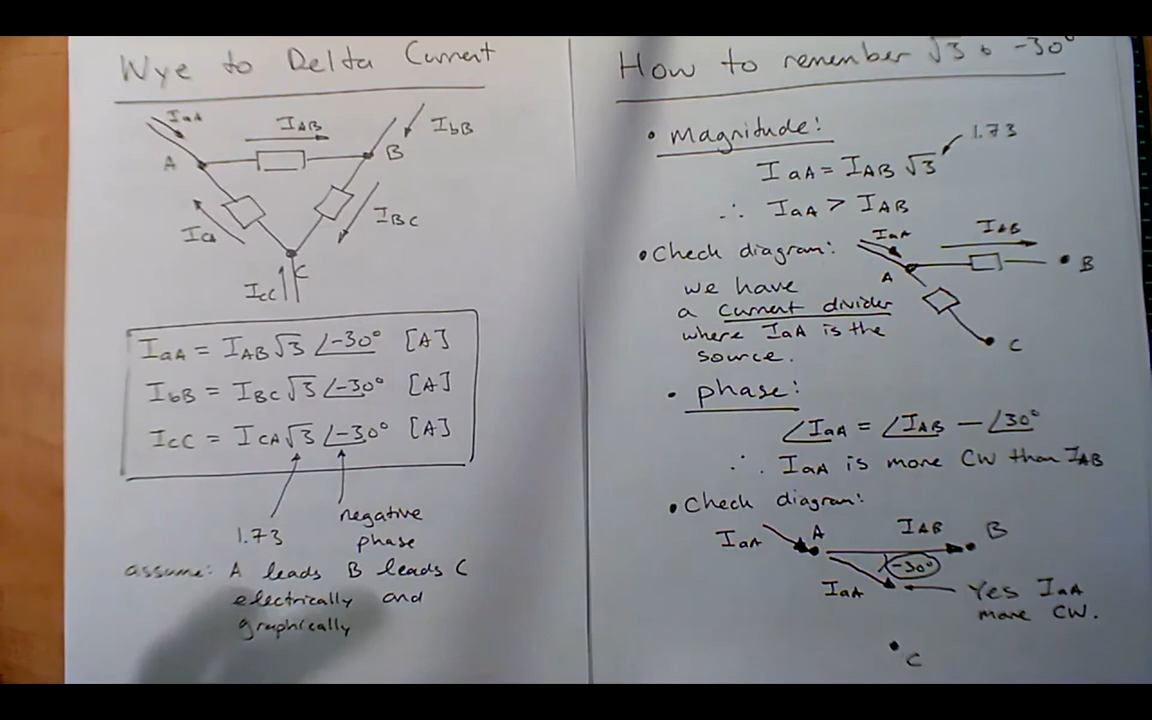 Wye to Delta Current
IaA
IAB
IbB
A
B
ICa
IBC
C
ICC
IaA = IAB √3 ∠-30° [A]
IbB = IBC √3 ∠-30° [A]
IcC = ICA √3 ∠-30° [A]
1.73
negative
phase
assume: A leads B leads C
electrically and
graphically
How to remember √3 & -30°
• magnitude:
1.73
IaA = IAB √3
∴ IaA > IAB
• Check diagram:
we have
a current divider
where IaA is the
source.
IaA
IAB
A
B
C
• phase:
∠IaA = ∠IAB – ∠30°
∴ IaA is more CW than IAB
• Check diagram:
IaA
A
IAB
B
-30°
IaA
Yes IaA
more CW.
C